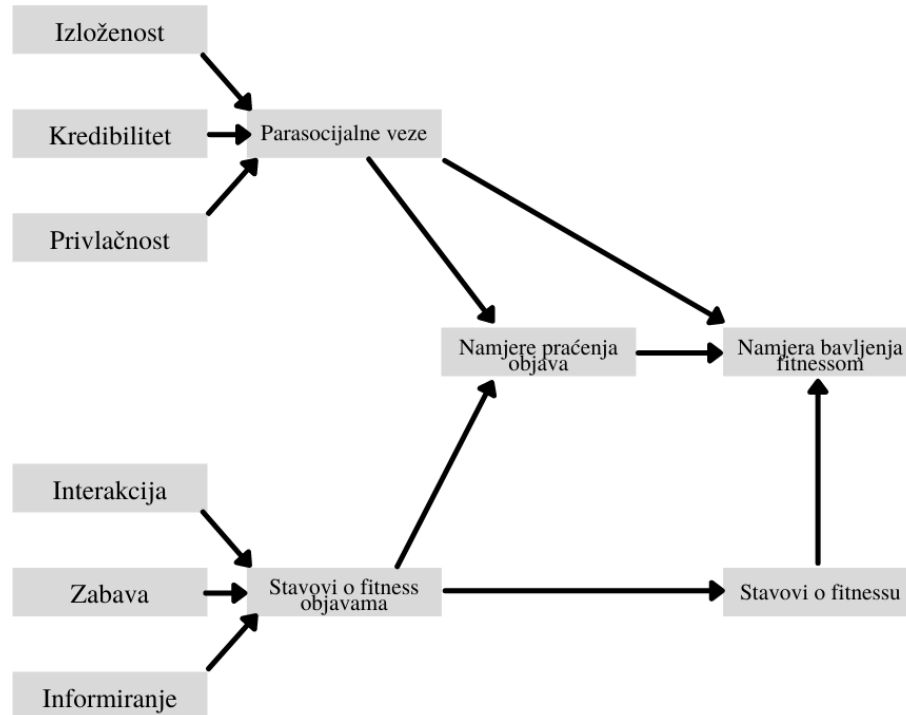 Izloženost
Kredibilitet
Parasocijalne veze
Privlačnost
Namjere praćenja
objava
Namjera bavljenja
fitnessom
Interakcija
Zabava
Stavovi o fitness
objavama
Stavovi o fitnessu
Informiranje